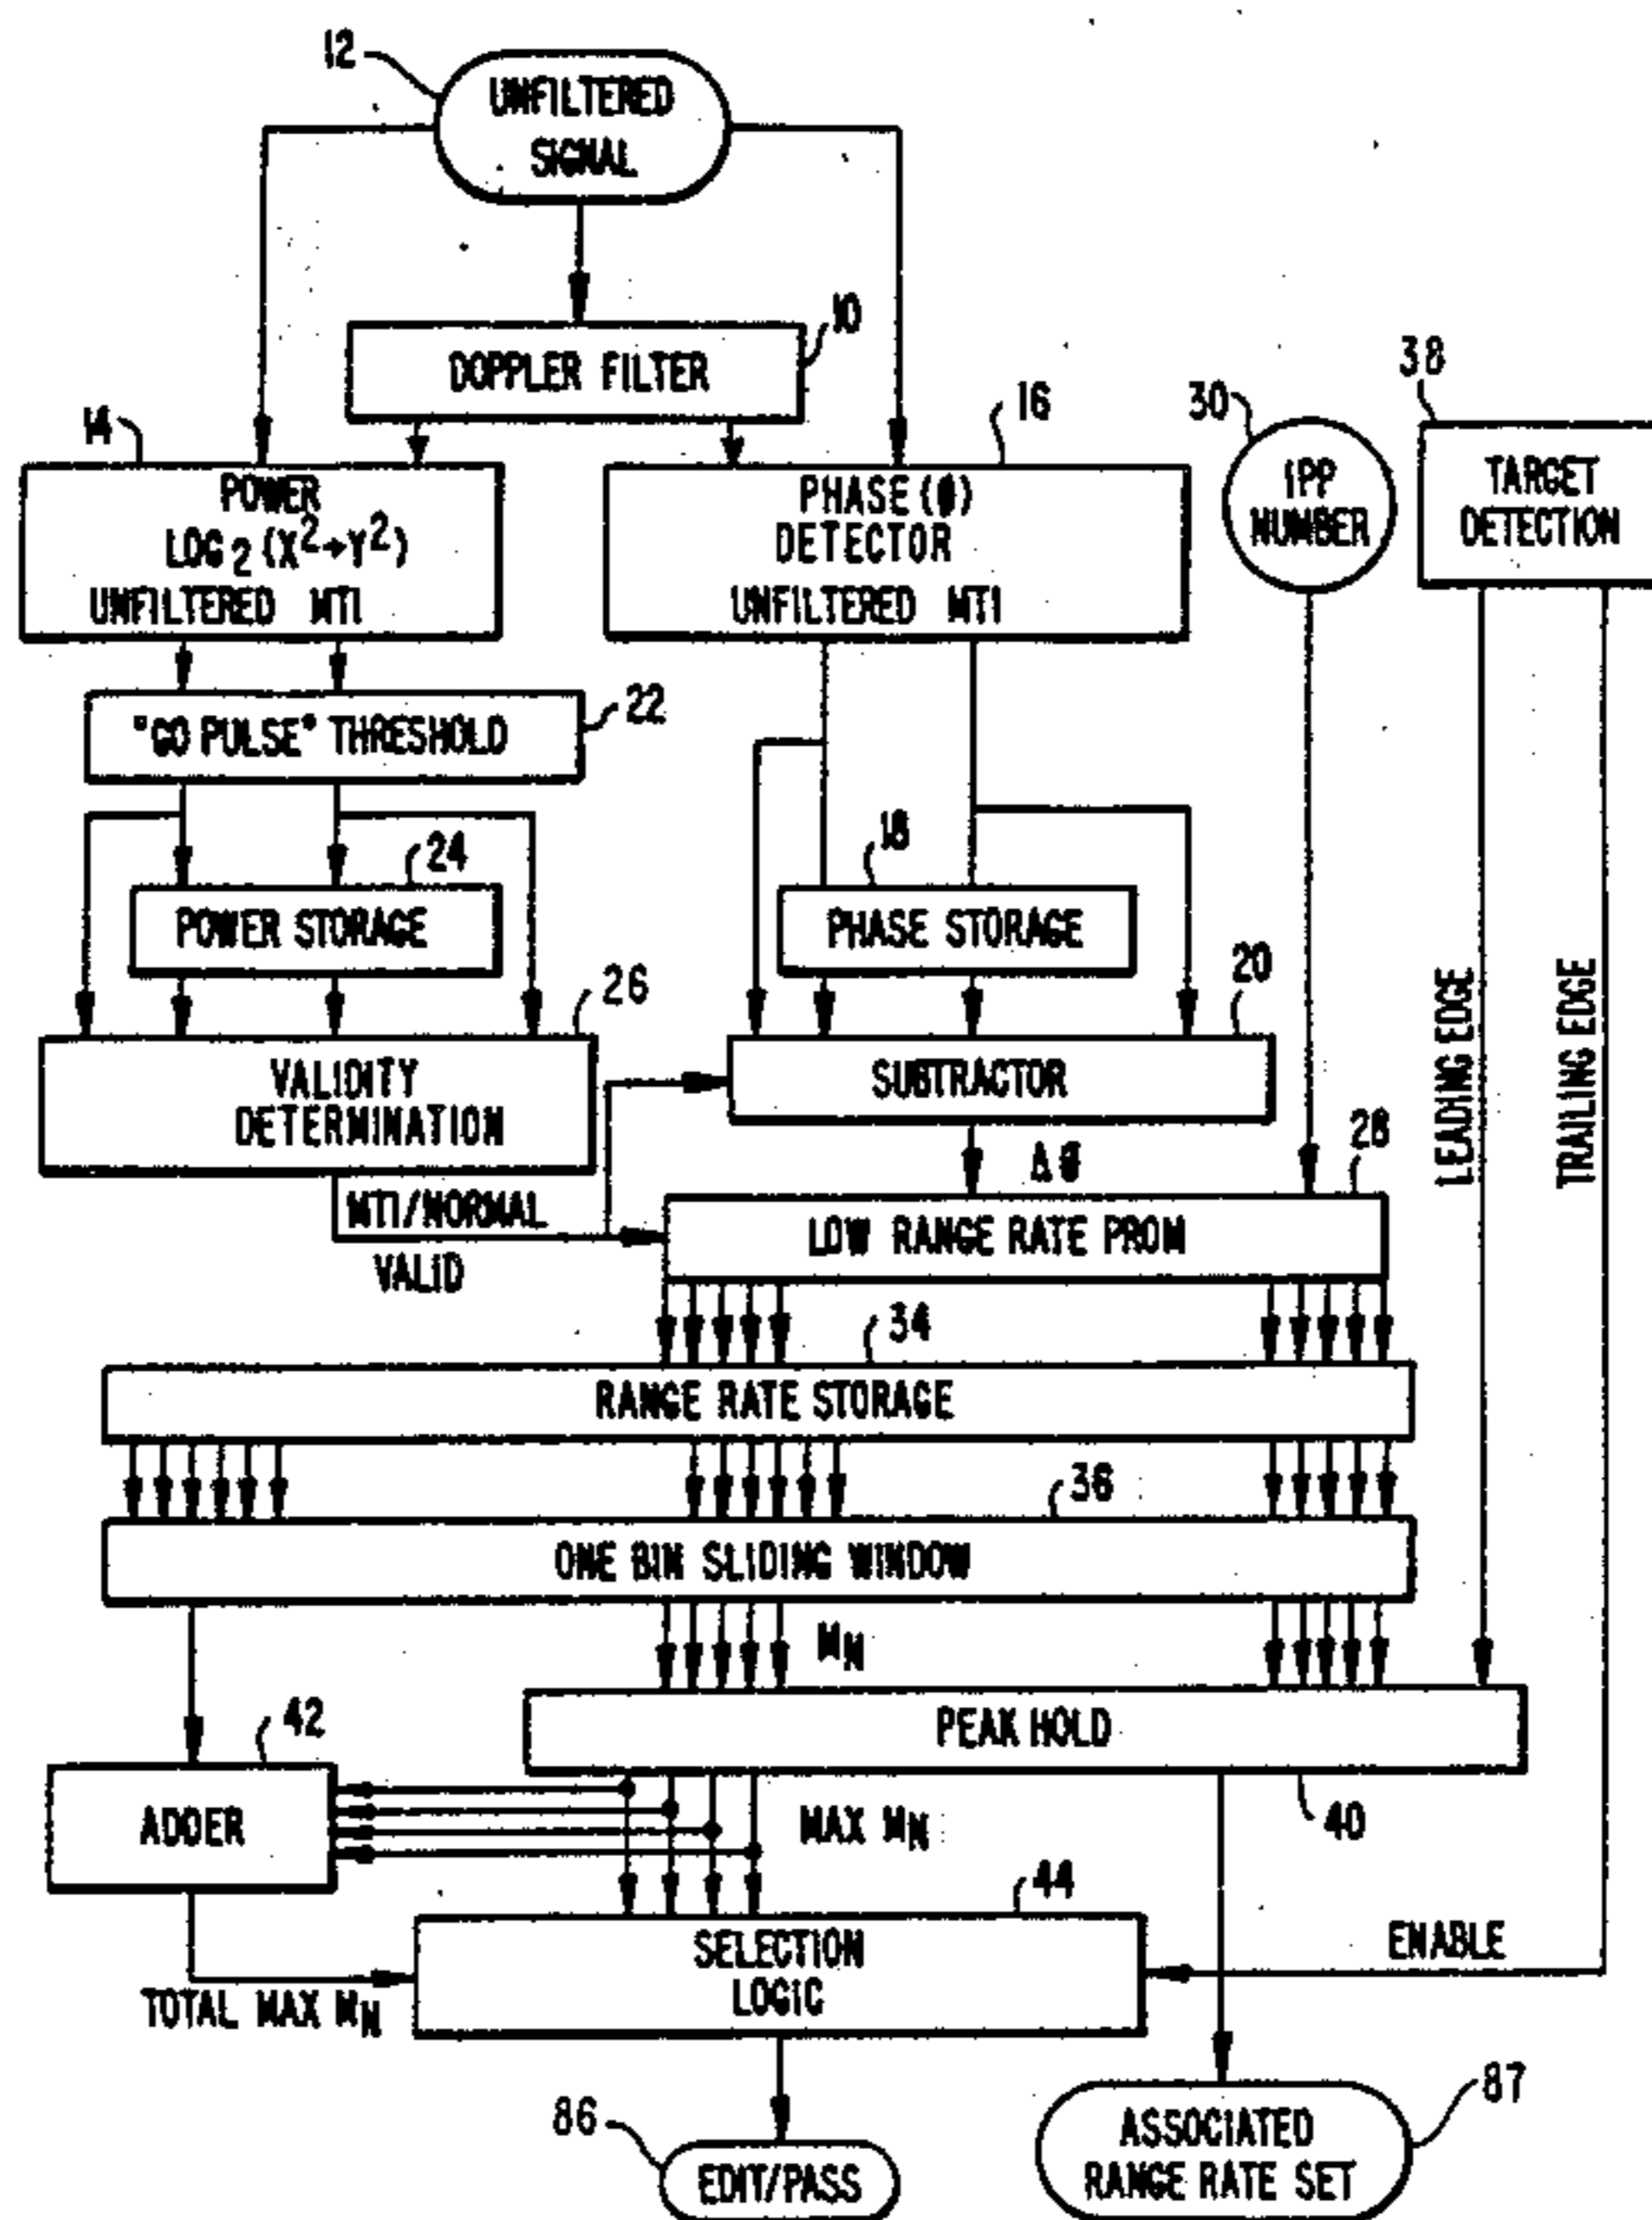 12
UNFILTERED
SIGNAL
10
DOPPLER FILTER
14
POWER
LOG2 (X²+Y²)
UNFILTERED MTI
16
PHASE (ϕ)
DETECTOR
UNFILTERED MTI
30
IPP
NUMBER
38
TARGET
DETECTION
"GO PULSE" THRESHOLD
22
24
POWER STORAGE
18
PHASE STORAGE
26
VALIDITY
DETERMINATION
20
SUBTRACTOR
LEADING EDGE
TRAILING EDGE
MTI/NORMAL
VALID
Δϕ
28
LOW RANGE RATE PROM
34
RANGE RATE STORAGE
36
ONE BIN SLIDING WINDOW
MN
PEAK HOLD
40
42
ADDER
MAX MN
44
SELECTION
LOGIC
ENABLE
TOTAL MAX MN
86
EDIT/PASS
87
ASSOCIATED
RANGE RATE SET